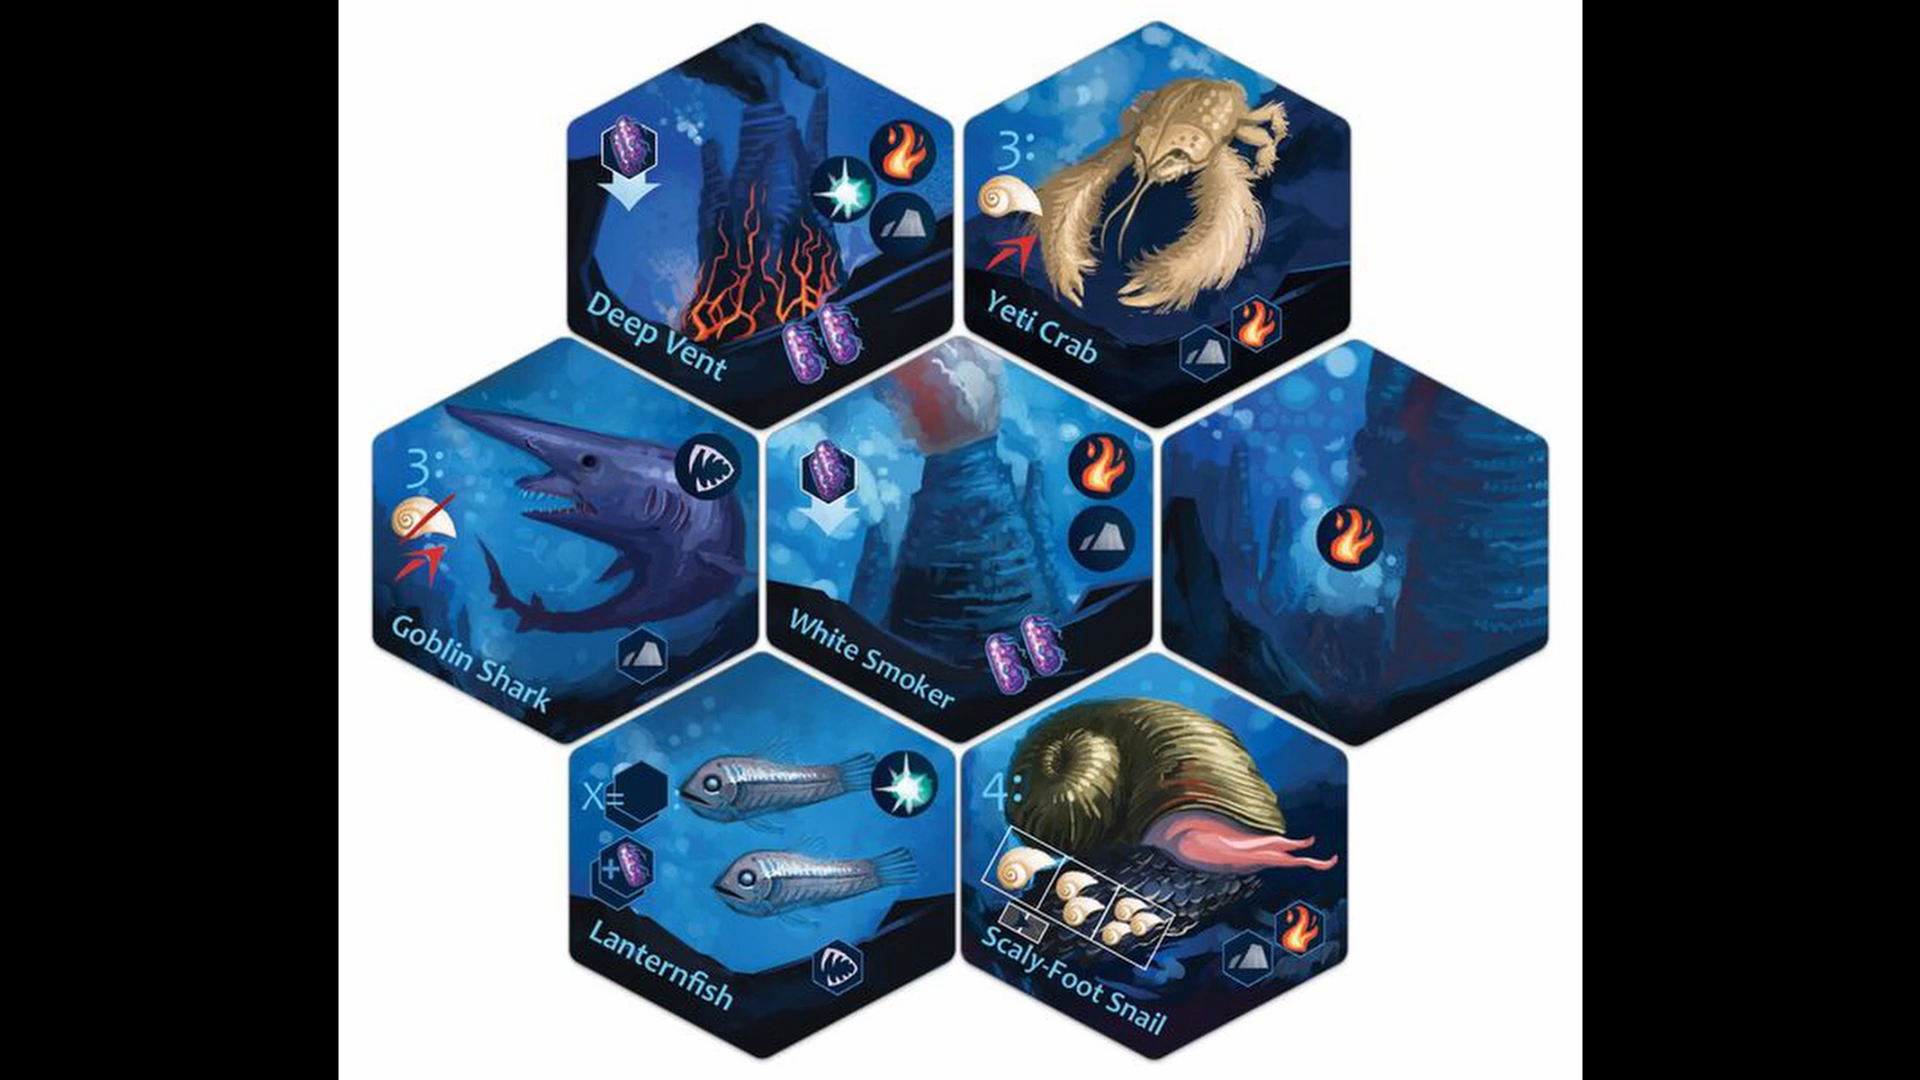 Deep Vent
3:
Yeti Crab
3:
Goblin Shark
White Smoker
X=
:
+
Lanternfish
4:
Scaly-Foot Snail